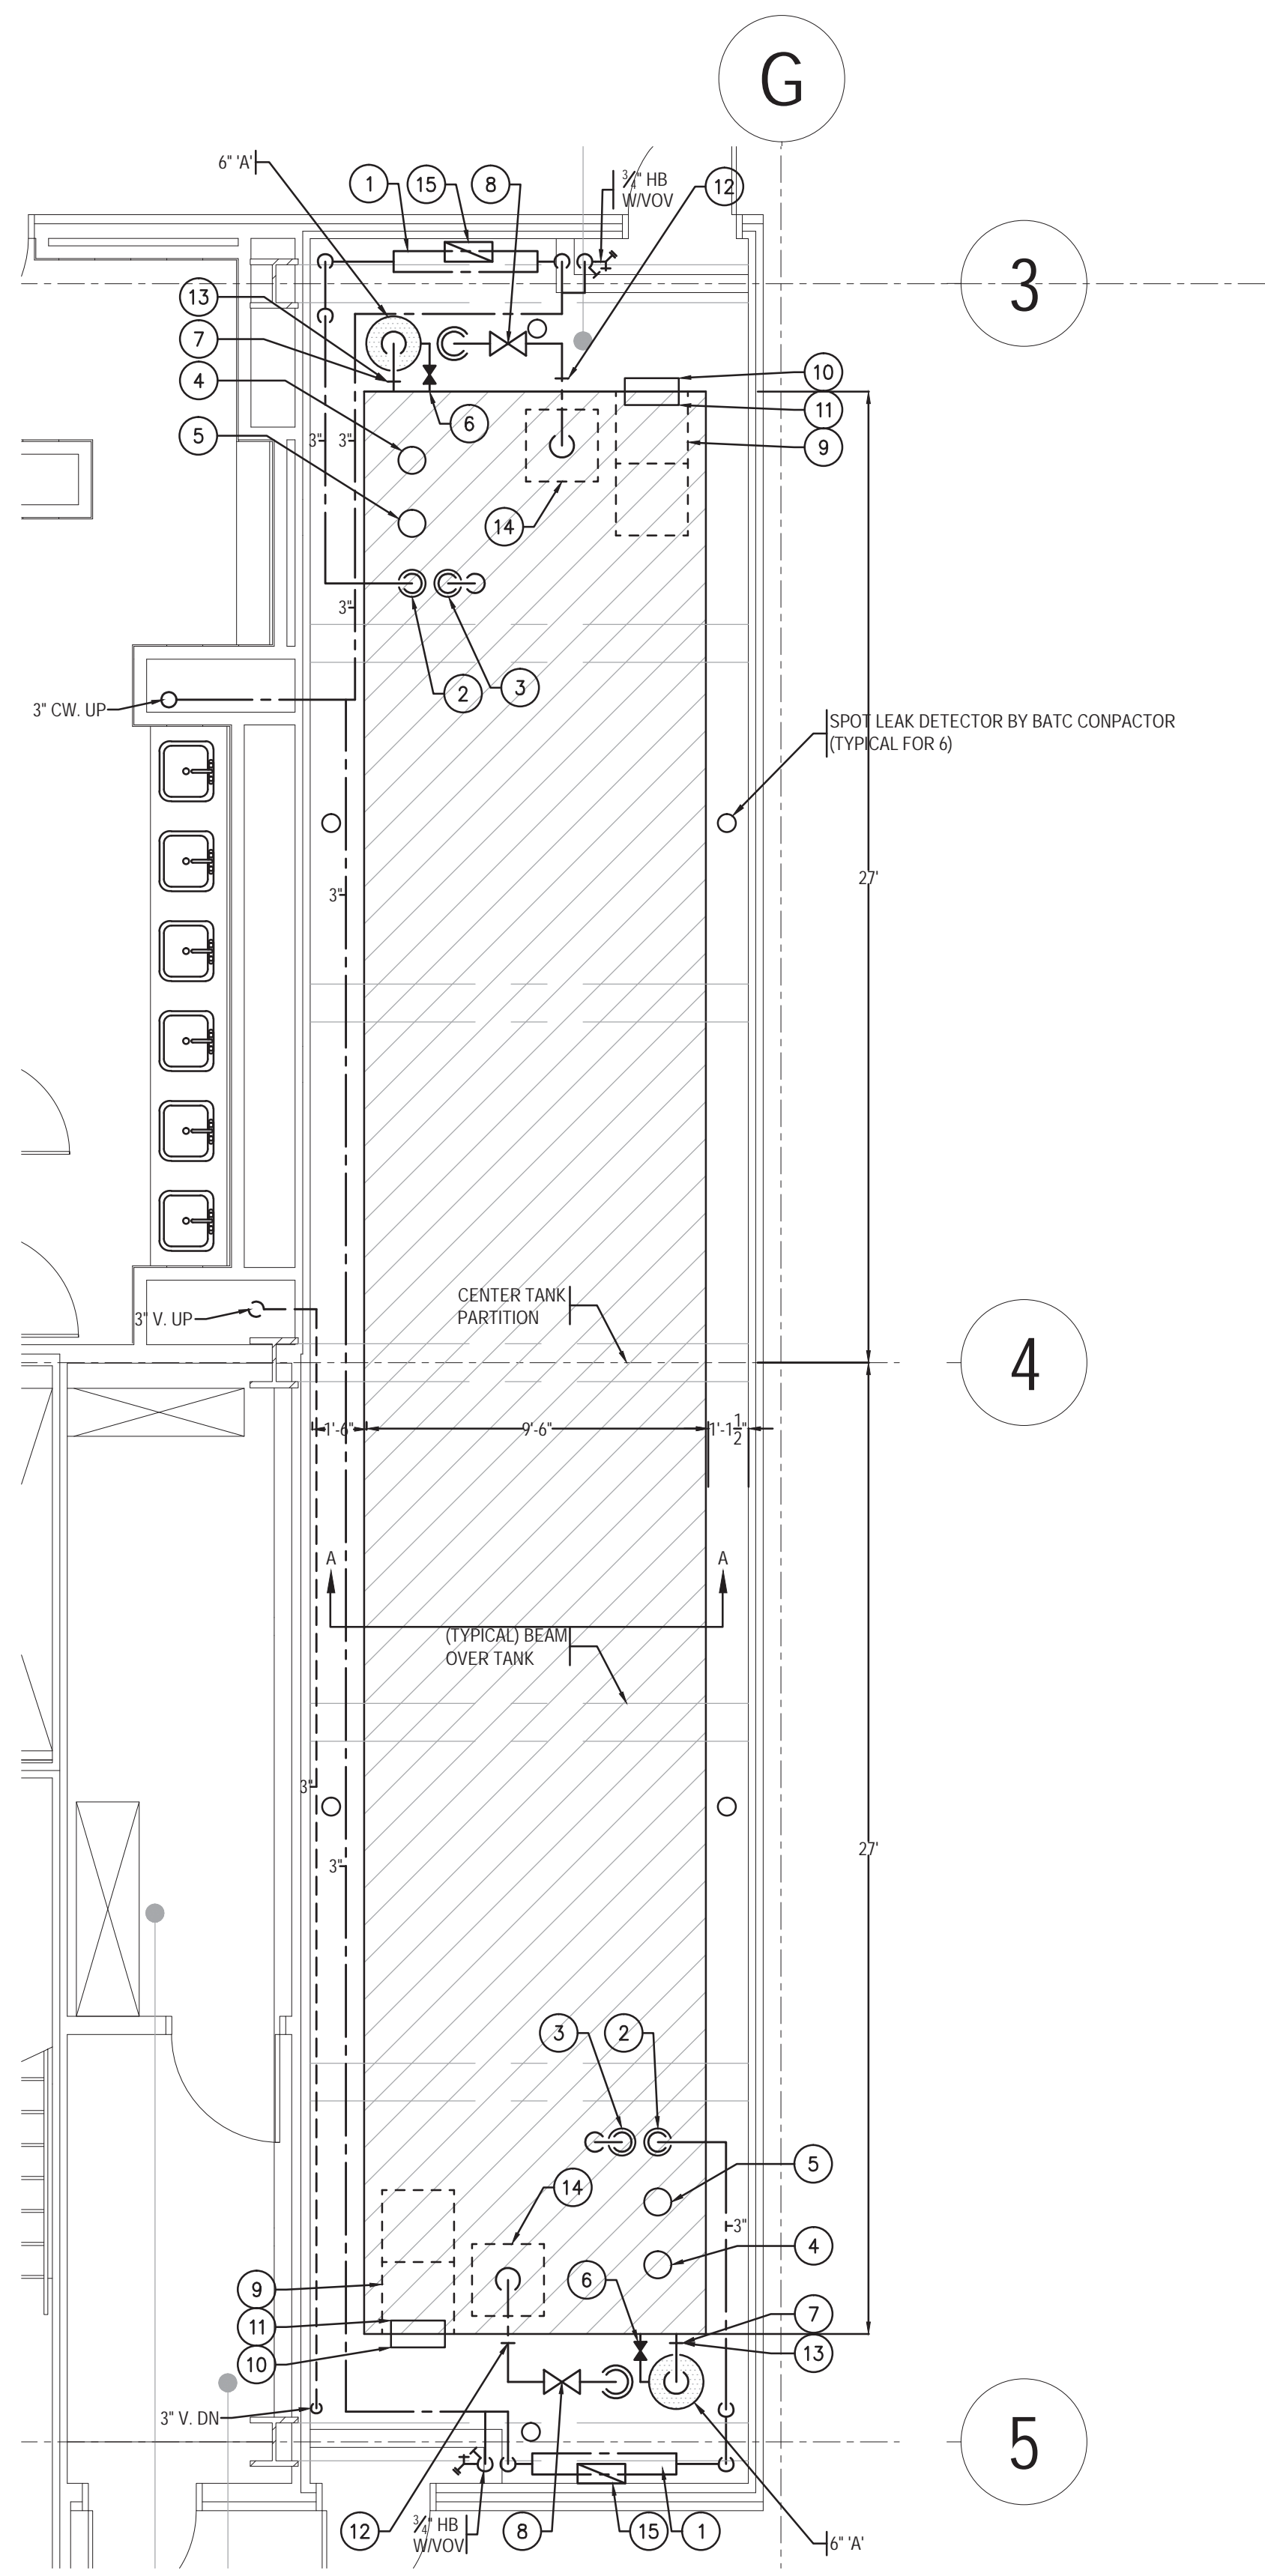 G
6" 'A'
1
15
8
3/4" HB
W/VOV
12
3
13
7
4
5
6
10
11
9
3"
3"
14
3"
2
3
3" CW. UP
SPOT LEAK DETECTOR BY BATC CONPACTOR
(TYPICAL FOR 6)
27'
3"
CENTER TANK
PARTITION
3" V. UP
4
1'-6"
9'-6"
1'-1 1/2"
A
A
(TYPICAL) BEAM
OVER TANK
3"
27'
3"
3
2
5
14
3"
4
6
9
7
11
13
10
3" V. DN
5
12
3/4" HB
W/VOV
8
15
1
6" 'A'